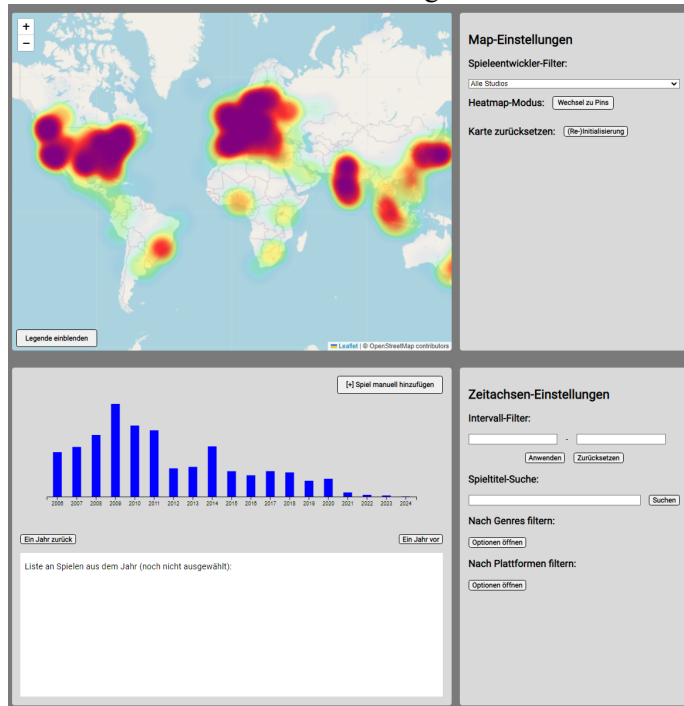 +
−
Legende einblenden
Leaflet | © OpenStreetMap contributors
Map-Einstellungen
Spieleentwickler-Filter:
Alle Studios
Heatmap-Modus: Wechsel zu Pins
Karte zurücksetzen: (Re-)Initialisierung
[+] Spiel manuell hinzufügen
2006 2007 2008 2009 2010 2011 2012 2013 2014 2015 2016 2017 2018 2019 2020 2021 2022 2023 2024
Ein Jahr zurück
Ein Jahr vor
Liste an Spielen aus dem Jahr (noch nicht ausgewählt):
Zeitachsen-Einstellungen
Intervall-Filter:
-
Anwenden Zurücksetzen
Spieltitel-Suche:
Suchen
Nach Genres filtern:
Optionen öffnen
Nach Plattformen filtern:
Optionen öffnen